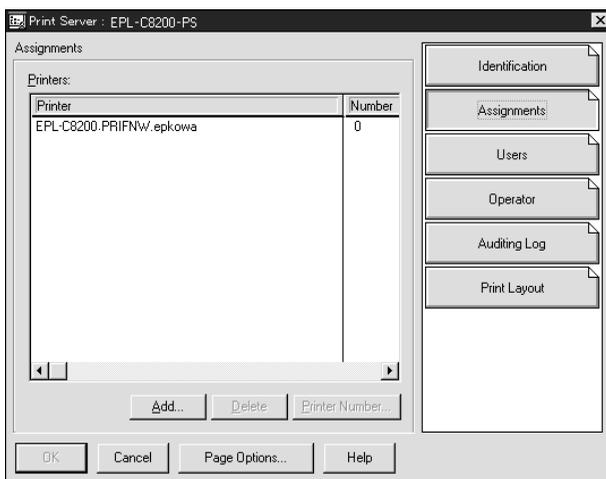 Print Server : EPL-C8200-PS
Assignments
Printers:
Printer Number
EPL-C8200.PRIFNW.epkowa 0
Add... Delete Printer Number...
OK Cancel Page Options... Help
Identification
Assignments
Users
Operator
Auditing Log
Print Layout